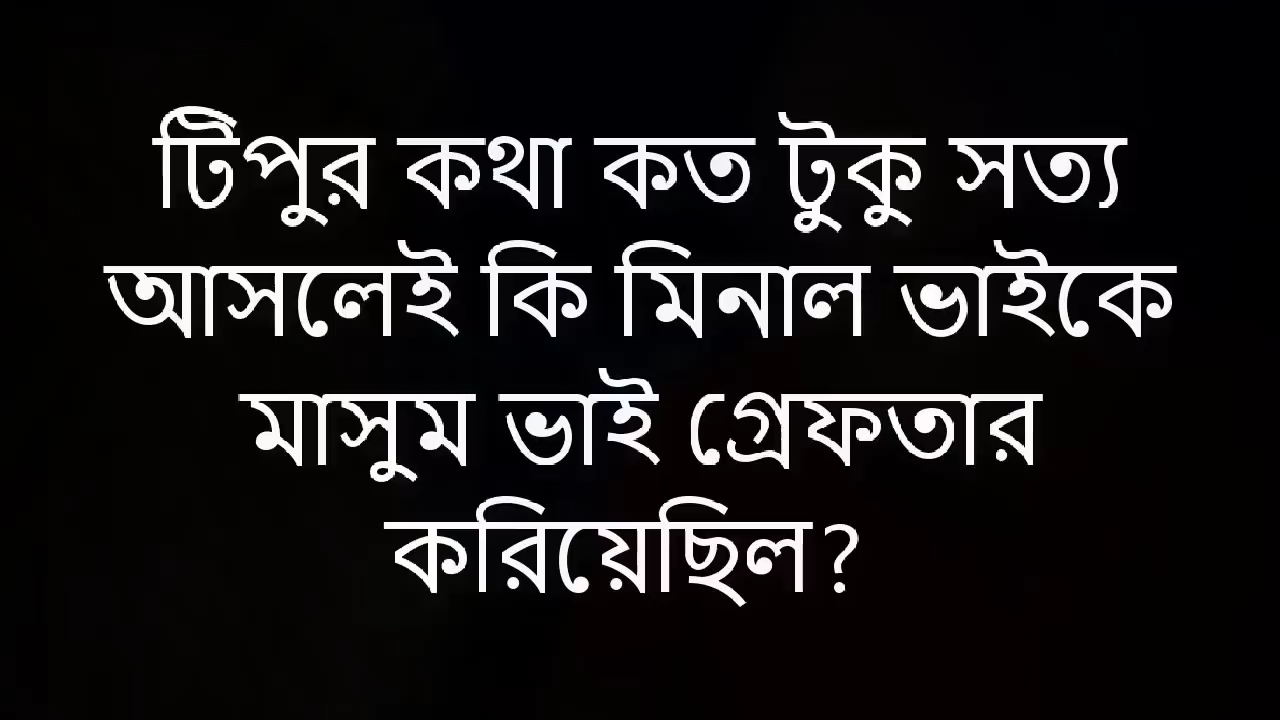 টিপুর কথা কত টুকু সত্য
আসলেই কি মিনাল ভাইকে
মাসুম ভাই গ্রেফতার
করিয়েছিল?